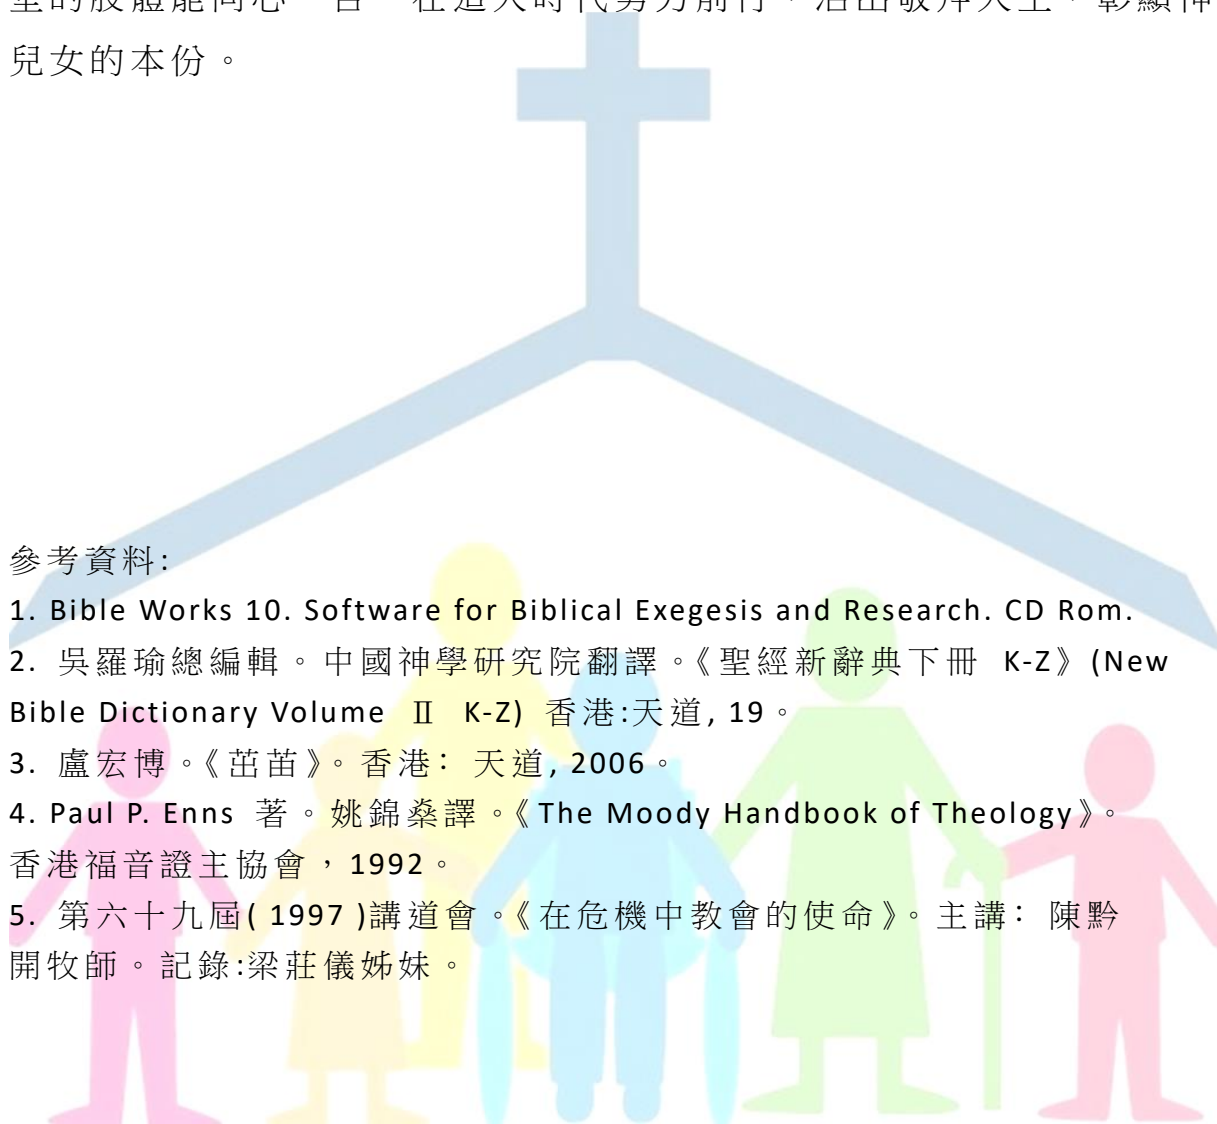 兒女的本份。
參考資料:
1. Bible Works 10. Software for Biblical Exegesis and Research. CD Rom.
2. 吳羅瑜總編輯。中國神學研究院翻譯。《聖經新辭典下冊 K-Z》(New
Bible Dictionary Volume Ⅱ K-Z) 香港:天道, 19。
3. 盧宏博。《茁苗》。香港: 天道, 2006。
4. Paul P. Enns 著。姚錦燊譯。《The Moody Handbook of Theology》。
香港福音證主協會，1992。
5. 第六十九屆( 1997 )講道會。《在危機中教會的使命》。主講: 陳黔
開牧師。記錄:梁莊儀姊妹。